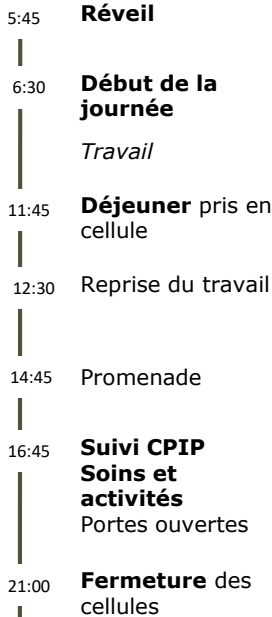 5:45 Réveil
6:30 Début de la
journée
Travail
11:45 Déjeuner pris en
cellule
12:30 Reprise du travail
14:45 Promenade
16:45 Suivi CPIP
Soins et
activités
Portes ouvertes
21:00 Fermeture des
cellules